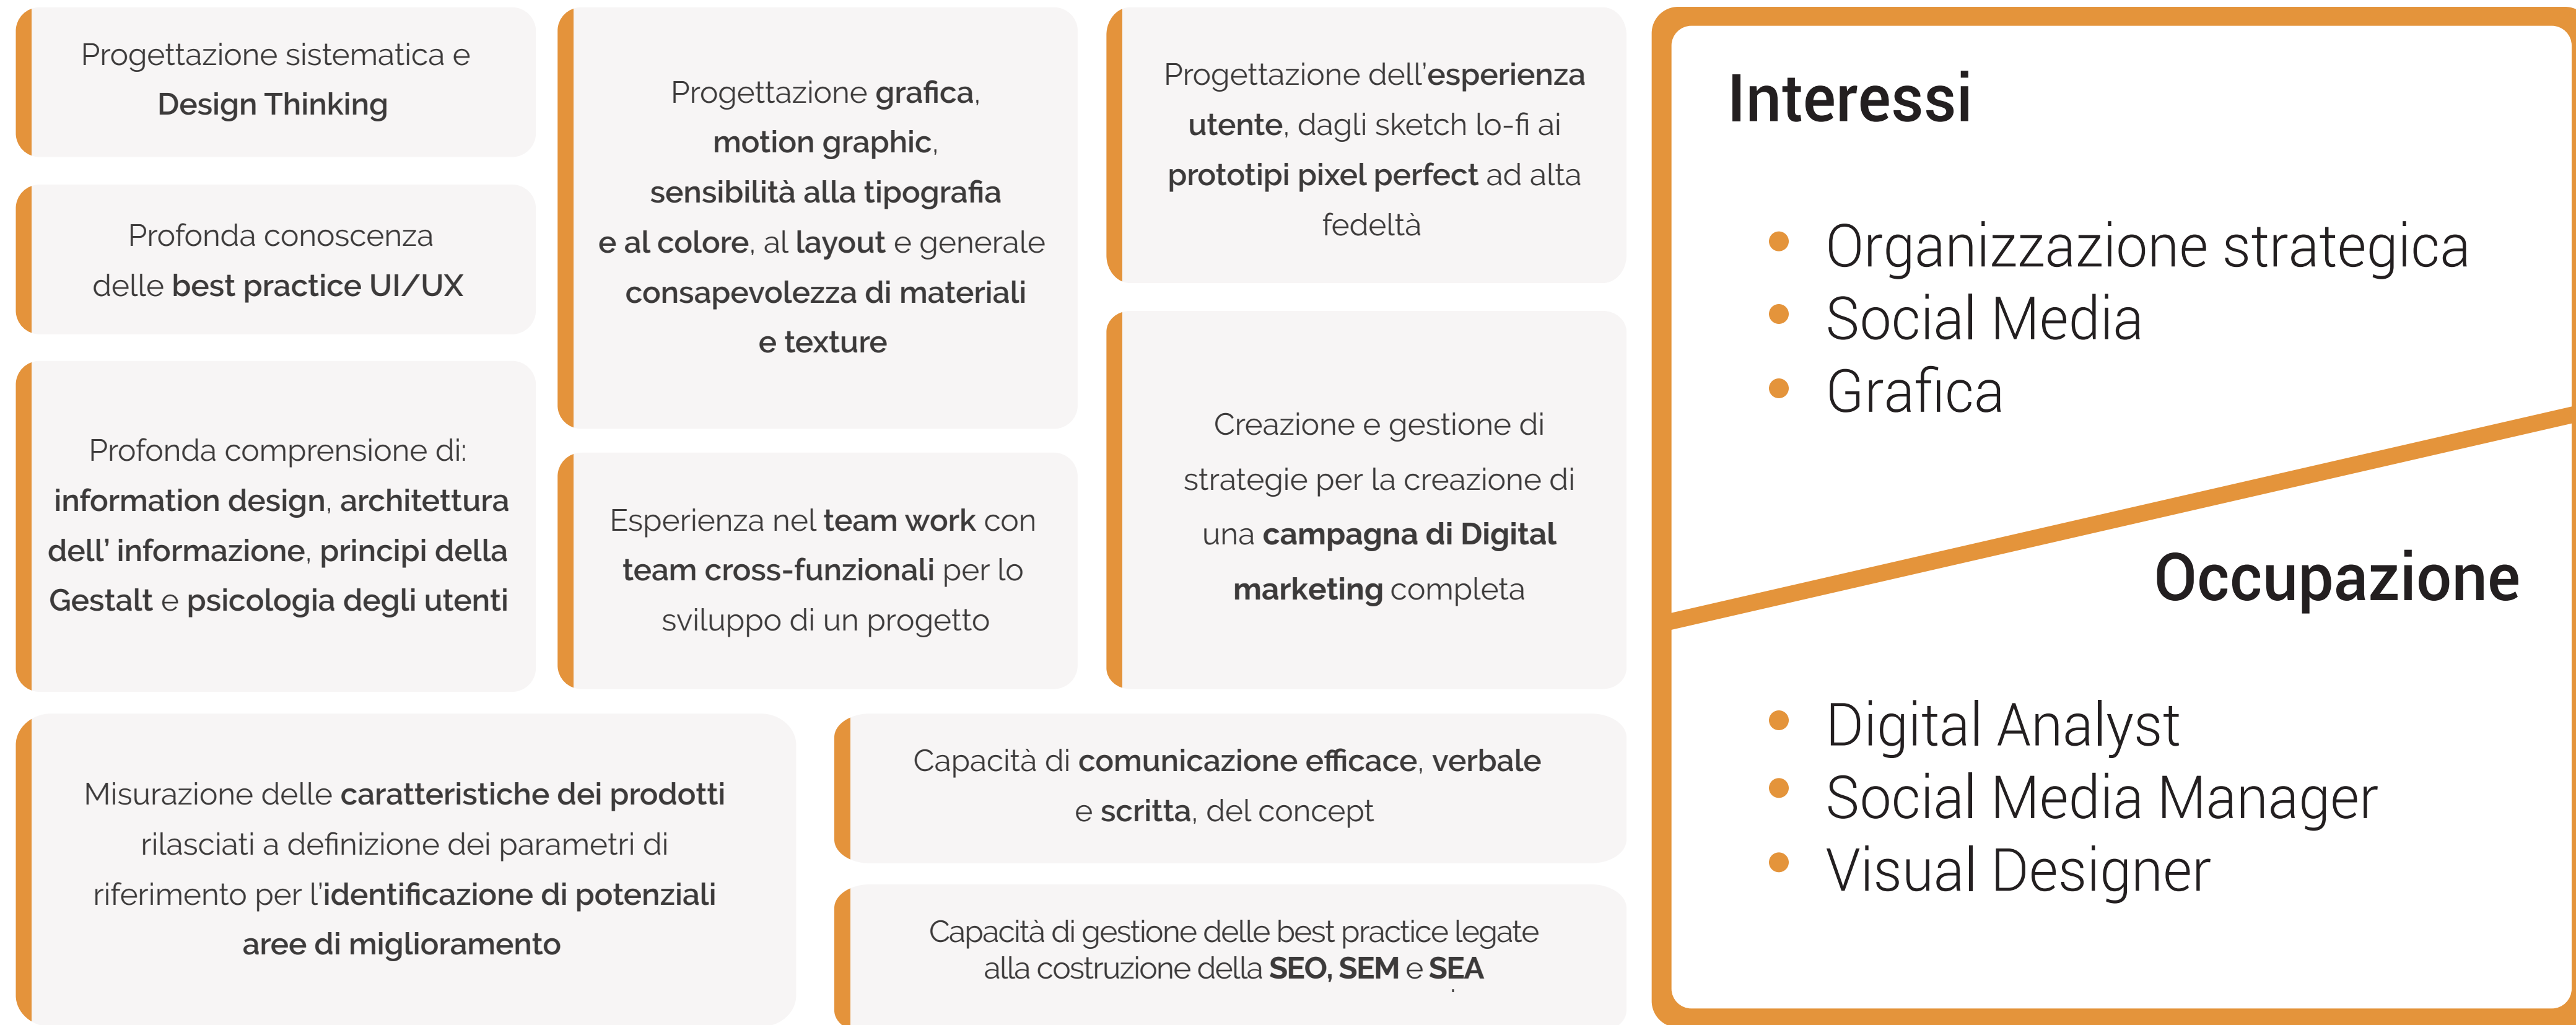 Progettazione sistematica e
Design Thinking
Profonda conoscenza
delle best practice UI/UX
Profonda comprensione di:
information design, architettura
dell' informazione, principi della
Gestalt e psicologia degli utenti
Progettazione grafica,
motion graphic,
sensibilità alla tipografia
e al colore, al layout e generale
consapevolezza di materiali
e texture
Esperienza nel team work con
team cross-funzionali per lo
sviluppo di un progetto
Progettazione dell'esperienza
utente, dagli sketch lo-fi ai
prototipi pixel perfect ad alta
fedeltà
Creazione e gestione di
strategie per la creazione di
una campagna di Digital
marketing completa
Misurazione delle caratteristiche dei prodotti
rilasciati a definizione dei parametri di
riferimento per l'identificazione di potenziali
aree di miglioramento
Capacità di comunicazione efficace, verbale
e scritta, del concept
Capacità di gestione delle best practice legate
alla costruzione della SEO, SEM e SEA
.
Interessi
• Organizzazione strategica
• Social Media
• Grafica
Occupazione
• Digital Analyst
• Social Media Manager
• Visual Designer